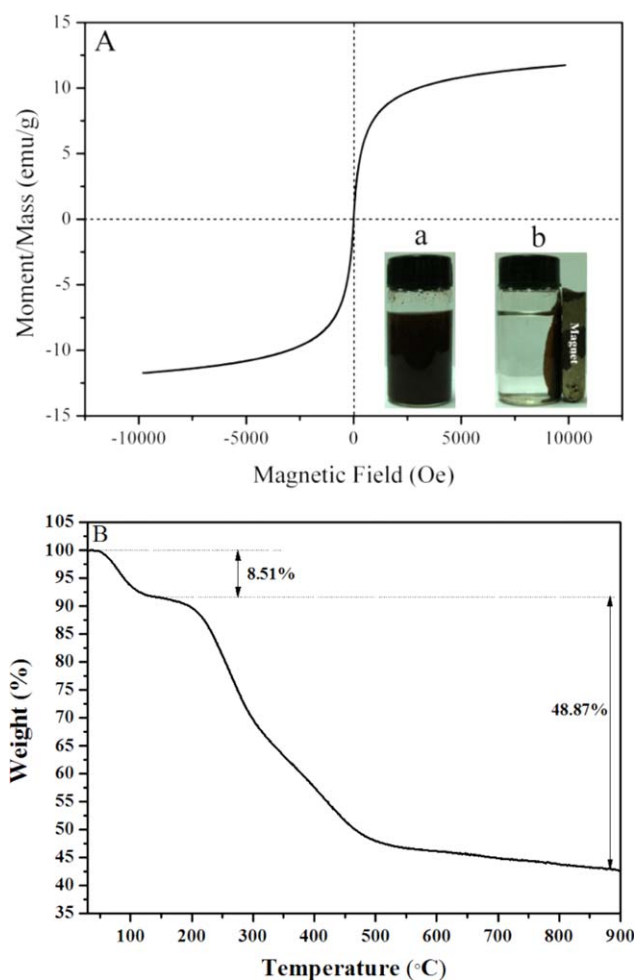 A
Moment/Mass (emu/g)
15
10
5
0
-5
-10
-15
a
b
Magnet
-10000 -5000 0 5000 10000
Magnetic Field (Oe)
B
Weight (%)
105
100
95
90
85
80
75
70
65
60
55
50
45
40
35
8.51%
48.87%
100 200 300 400 500 600 700 800 900
Temperature (◦C)